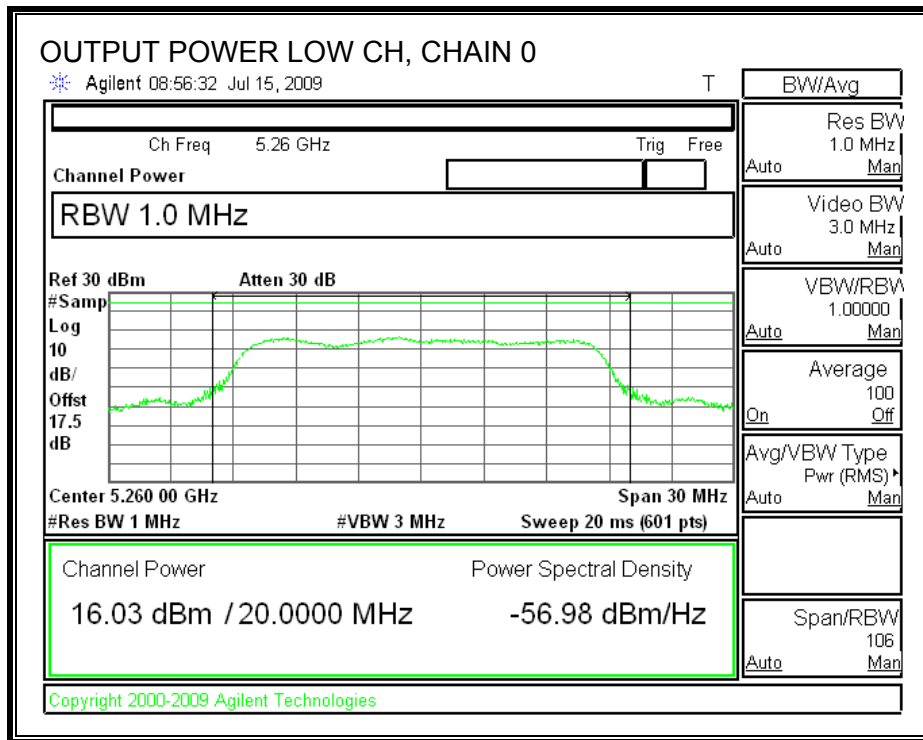 OUTPUT POWER LOW CH, CHAIN 0
Agilent 08:56:32 Jul 15, 2009 T
Ch Freq 5.26 GHz Trig Free
Channel Power
RBW 1.0 MHz
Ref 30 dBm Atten 30 dB
#Samp
Log
10
dB/
Offst
17.5
dB
Center 5.260 00 GHz Span 30 MHz
#Res BW 1 MHz #VBW 3 MHz Sweep 20 ms (601 pts)
Channel Power Power Spectral Density
16.03 dBm / 20.0000 MHz -56.98 dBm/Hz
Copyright 2000-2009 Agilent Technologies
BW/Avg
Res BW
1.0 MHz
Auto Man
Video BW
3.0 MHz
Auto Man
VBW/RBW
1.00000
Auto Man
Average
100
On Off
Avg/VBW Type
Pwr (RMS)
Auto Man
Span/RBW
106
Auto Man